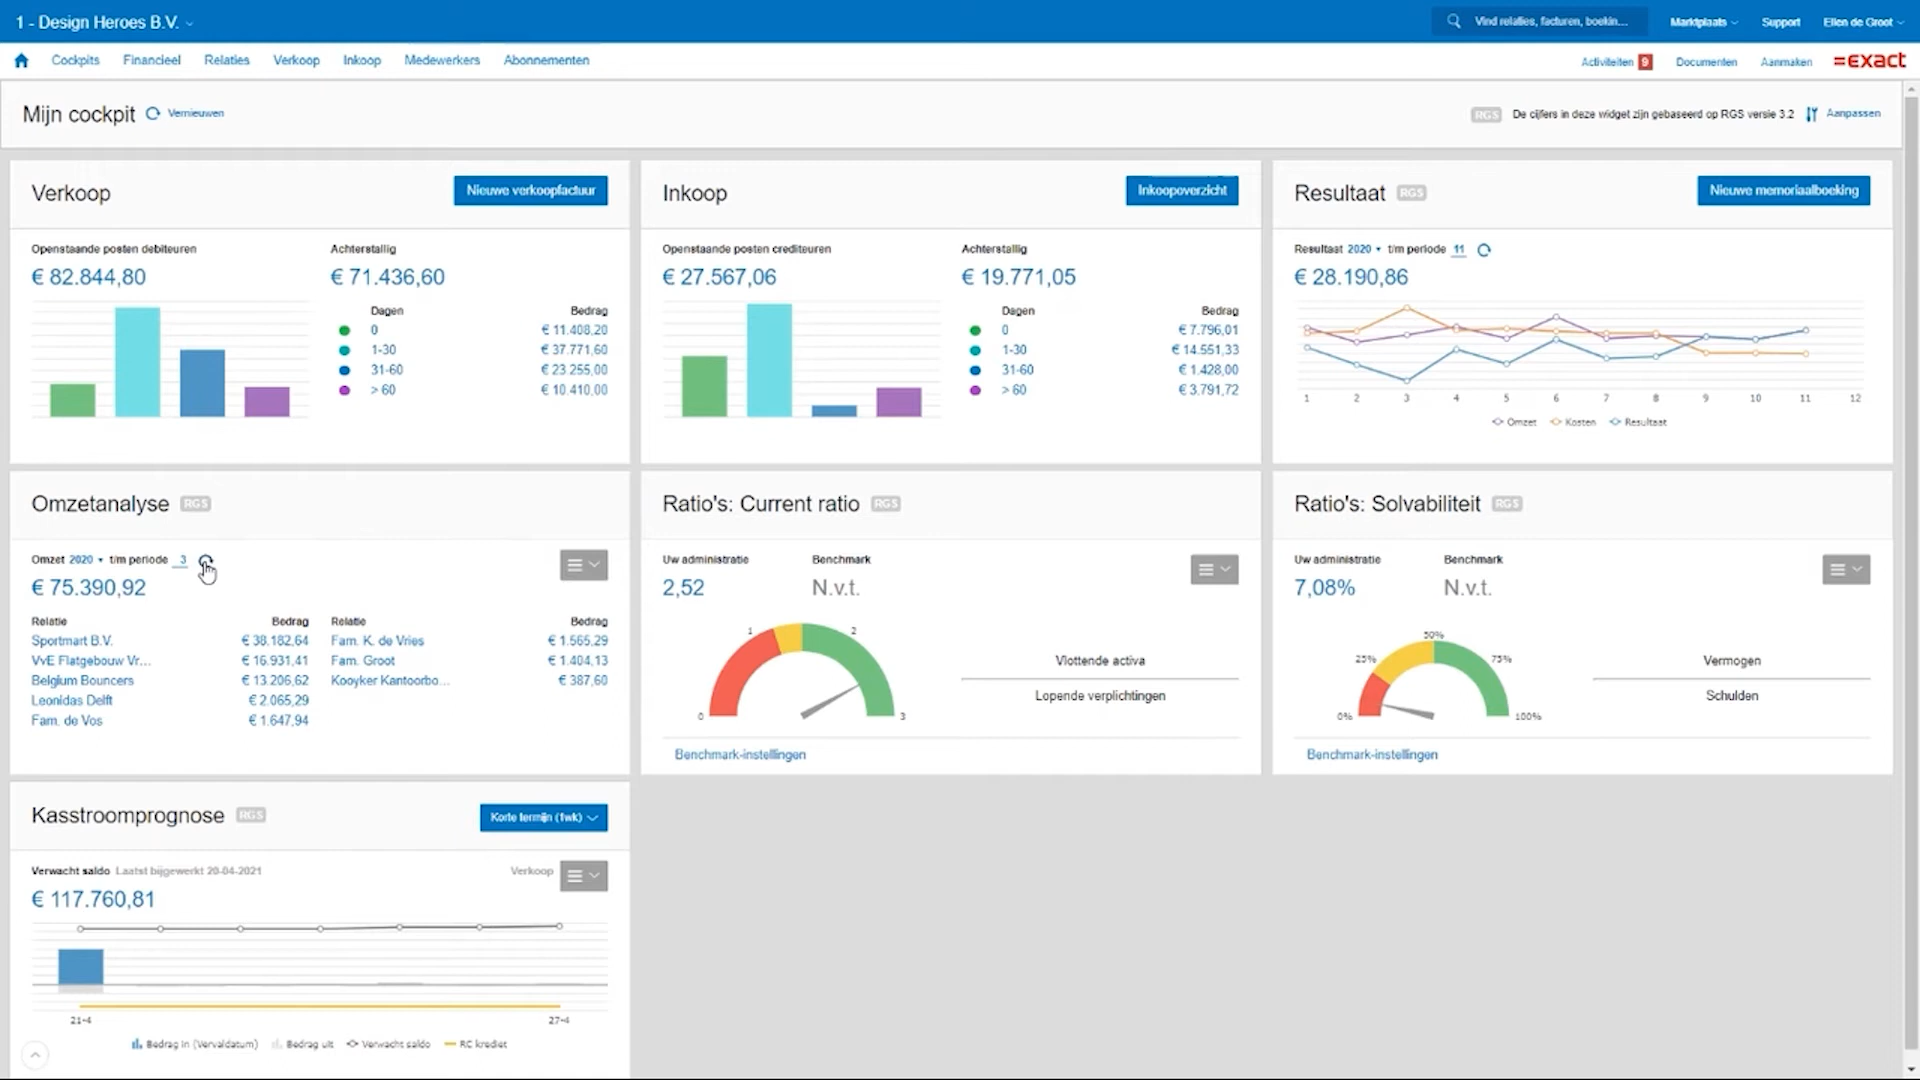 1 - Design Heroes B.V.
Vind relaties, facturen, boekin...
Marktplaats
Support
Ellen de Groot
Cockpits
Financieel
Relaties
Verkoop
Inkoop
Medewerkers
Abonnementen
Activiteiten 9
Documenten
Aanmaken
=exact
Mijn cockpit
Vernieuwen
RGS De cijfers in deze widget zijn gebaseerd op RGS versie 3.2
Aanpassen
Verkoop
Nieuwe verkoopfactuur
Openstaande posten debiteuren
€ 82.844,80
Achterstallig
€ 71.436,60
Dagen Bedrag
0 € 11.408,20
1-30 € 37.771,60
31-60 € 23.255,00
> 60 € 10.410,00
Inkoop
Inkoopoverzicht
Openstaande posten crediteuren
€ 27.567,06
Achterstallig
€ 19.771,05
Dagen Bedrag
0 € 7.796,01
1-30 € 14.551,33
31-60 € 1.428,00
> 60 € 3.791,72
Resultaat RGS
Nieuwe memoriaalboeking
Resultaat 2020 t/m periode 11
€ 28.190,86
1 2 3 4 5 6 7 8 9 10 11 12
Omzet Kosten Resultaat
Omzetanalyse RGS
Omzet 2020 t/m periode 3
€ 75.390,92
Relatie Bedrag Relatie Bedrag
Sportmart B.V. € 38.182,64 Fam. K. de Vries € 1.565,29
VvE Flatgebouw Vr... € 16.931,41 Fam. Groot € 1.404,13
Belgium Bouncers € 13.206,62 Kooyker Kantoorbo... € 387,60
Leonidas Delft € 2.065,29
Fam. de Vos € 1.647,94
Ratio's: Current ratio RGS
Uw administratie
2,52
Benchmark
N.v.t.
0 1 2 3
Vlottende activa
Lopende verplichtingen
Benchmark-instellingen
Ratio's: Solvabiliteit RGS
Uw administratie
7,08%
Benchmark
N.v.t.
0% 25% 50% 75% 100%
Vermogen
Schulden
Benchmark-instellingen
Kasstroomprognose RGS
Korte termijn (1wk)
Verwacht saldo Laatst bijgewerkt 20-04-2021
Verkoop
€ 117.760,81
21-4 27-4
Bedrag in (Vervaldatum) Bedrag uit Verwacht saldo RC krediet